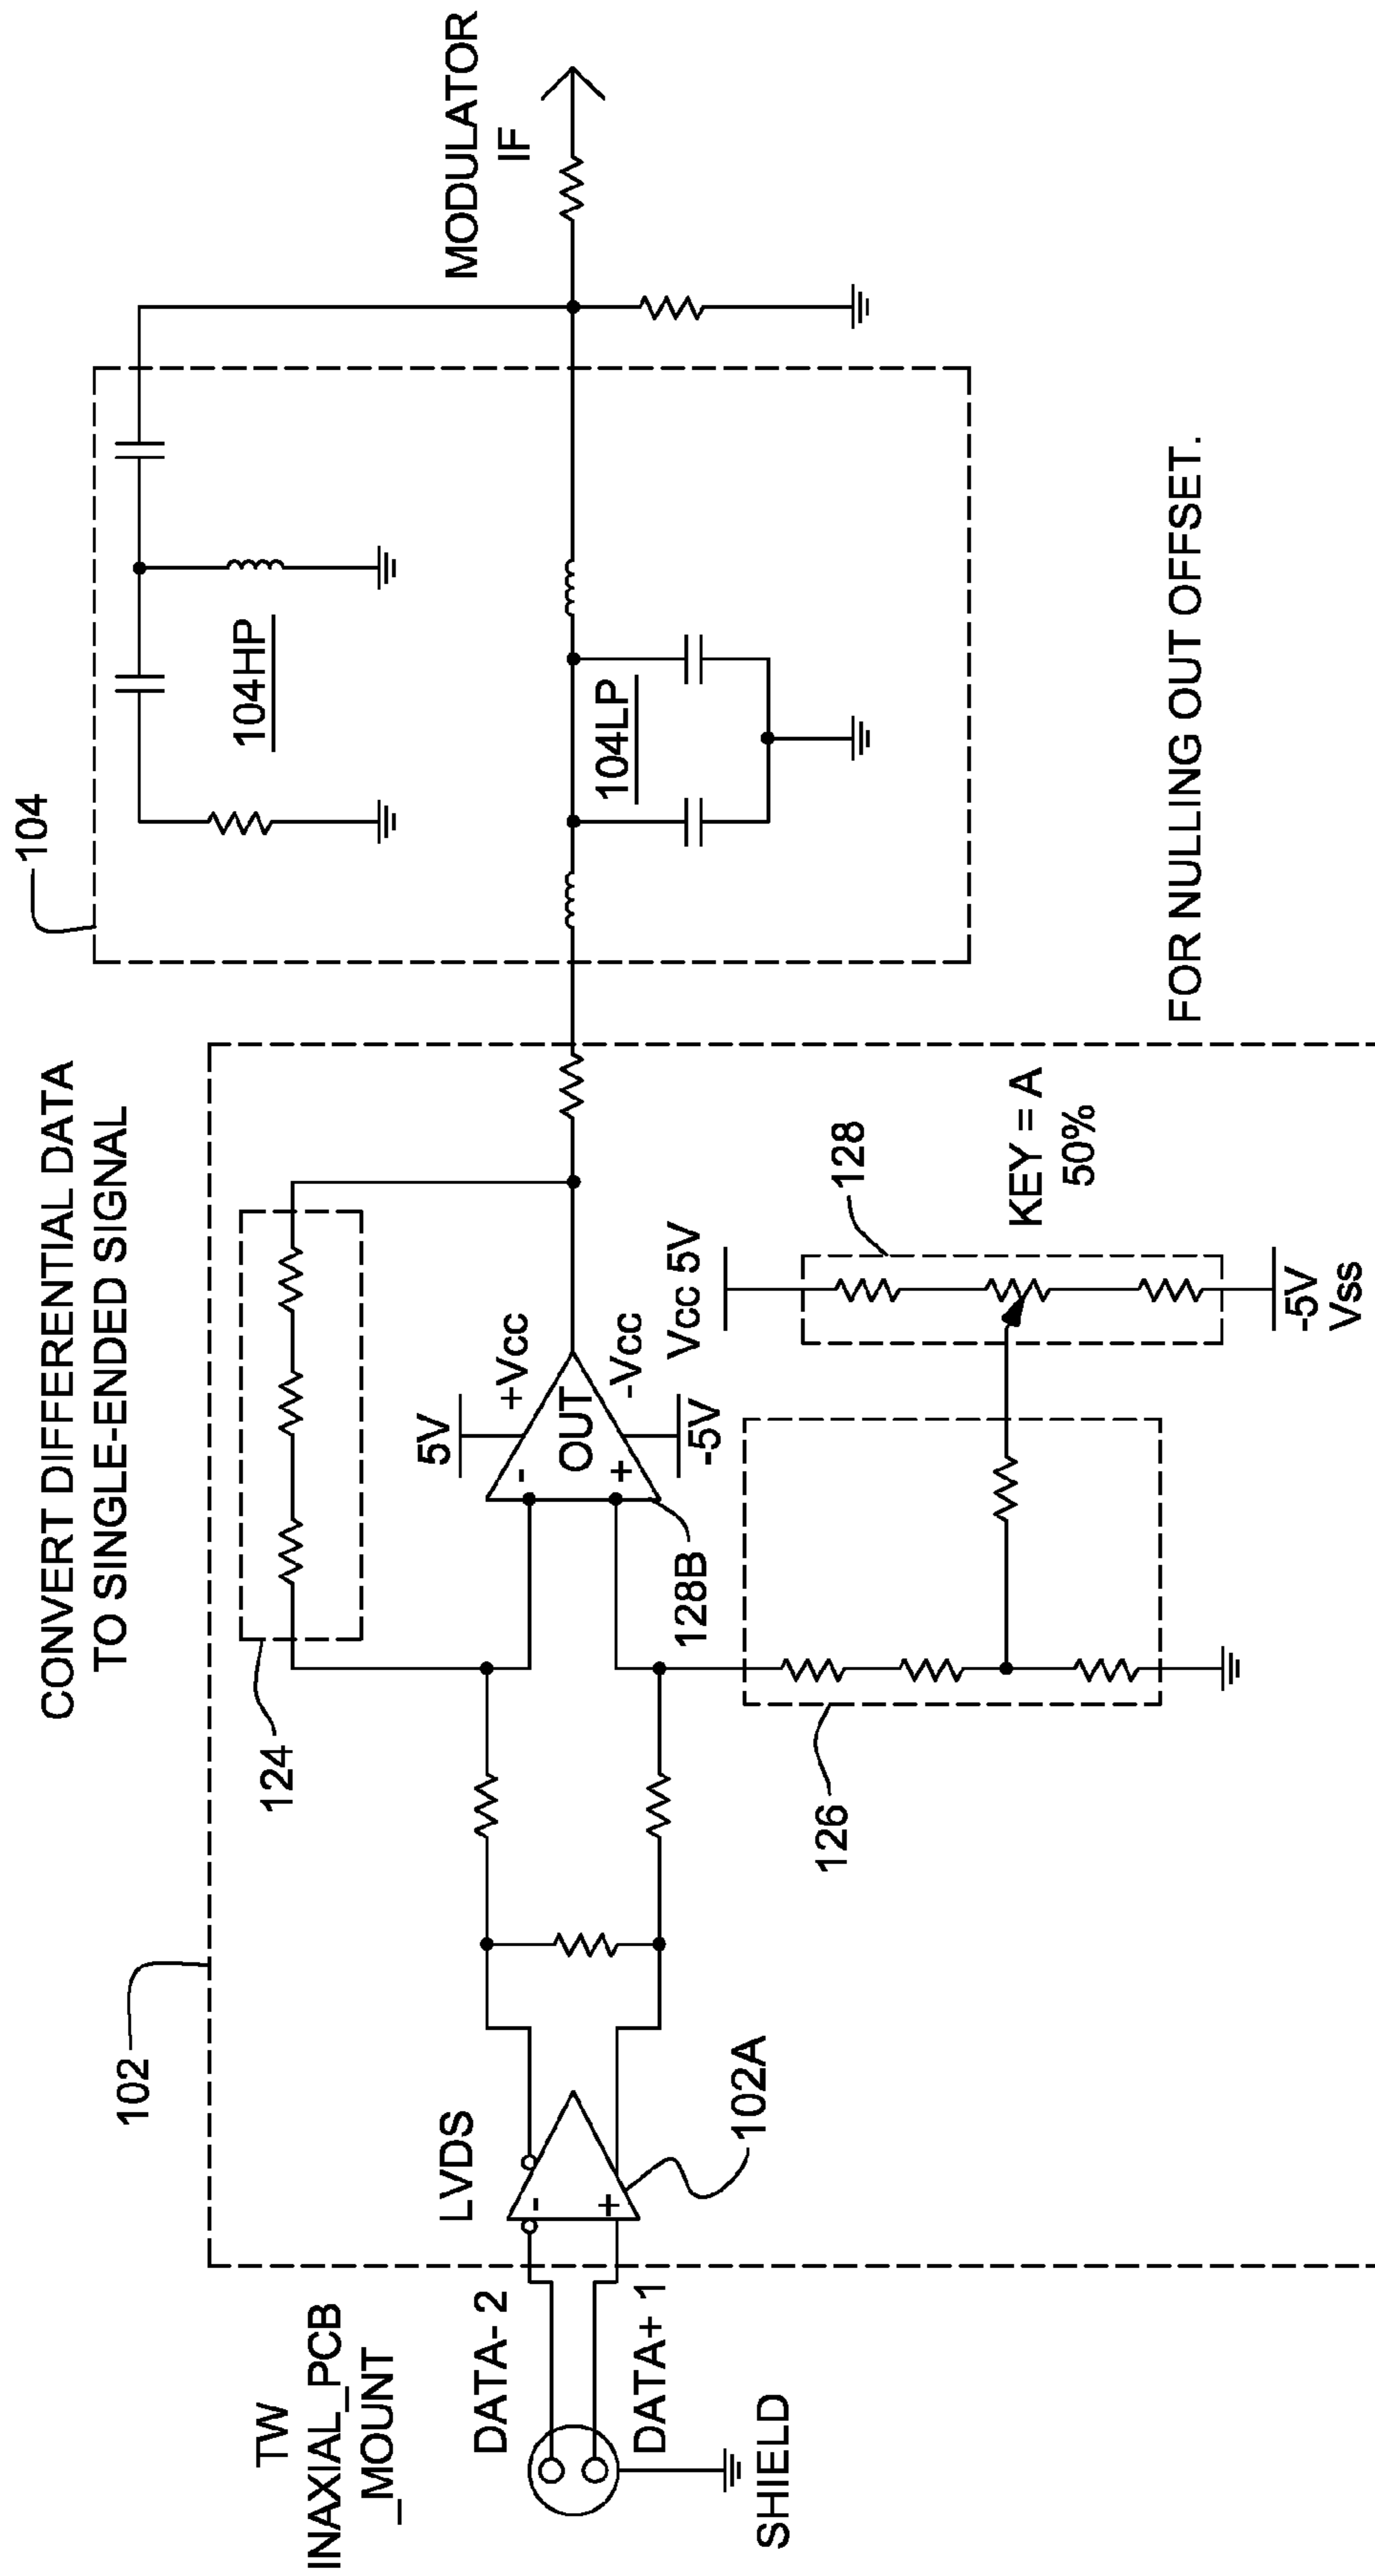 CONVERT DIFFERENTIAL DATA
TO SINGLE-ENDED SIGNAL
102
104
TW
INAXIAL_PCB
_MOUNT
DATA- 2
DATA+ 1
SHIELD
LVDS
-
+
102A
124
126
5V
+Vcc
-
OUT
+
-Vcc
-5V
128B
Vcc 5V
128
KEY = A
50%
-5V
Vss
104HP
104LP
MODULATOR
IF
FOR NULLING OUT OFFSET.